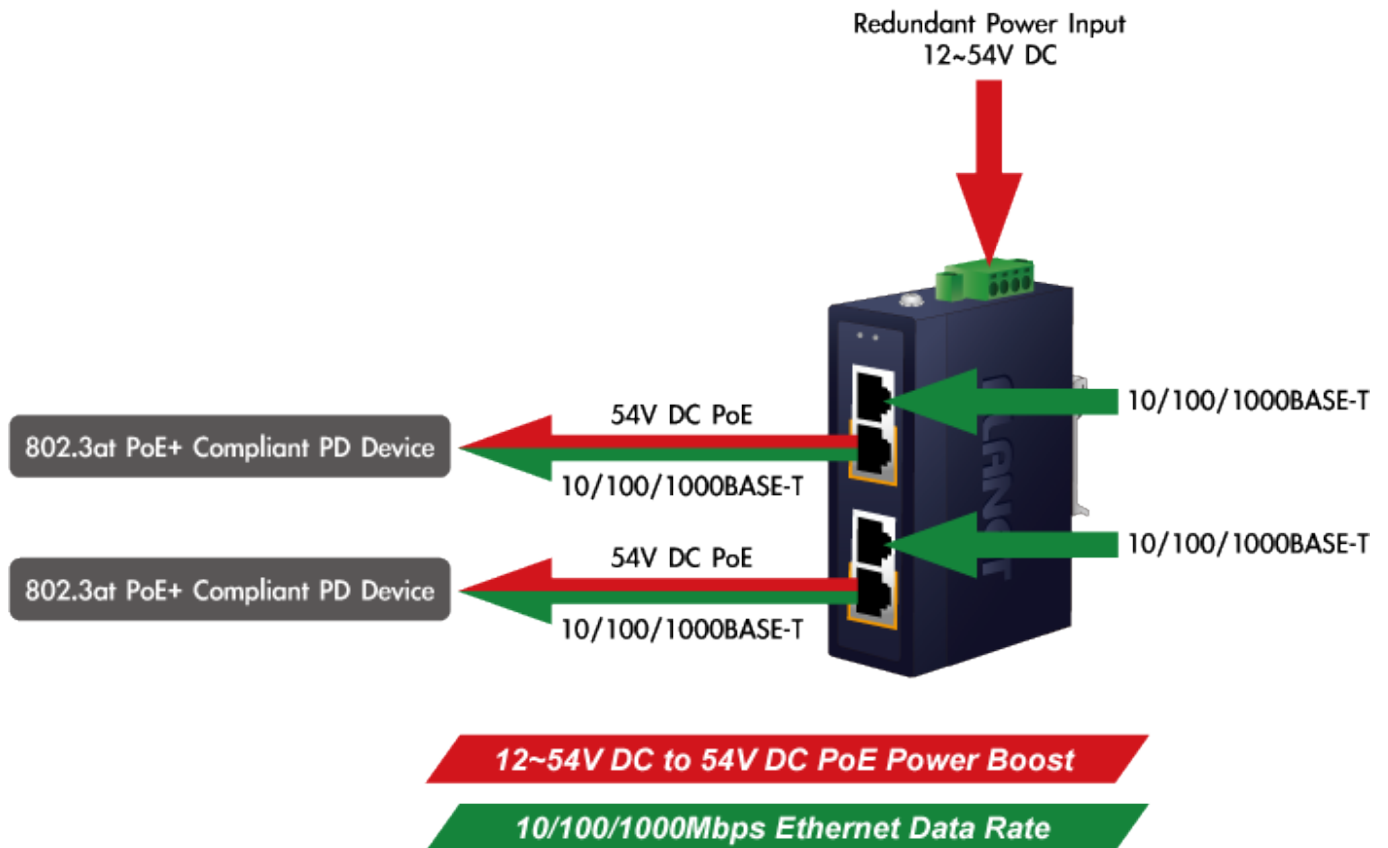 Redundant Power Input
12~54V DC
10/100/1000BASE-T
54V DC PoE
802.3at PoE+ Compliant PD Device
10/100/1000BASE-T
10/100/1000BASE-T
54V DC PoE
802.3at PoE+ Compliant PD Device
10/100/1000BASE-T
PLANET
12~54V DC to 54V DC PoE Power Boost
10/100/1000Mbps Ethernet Data Rate